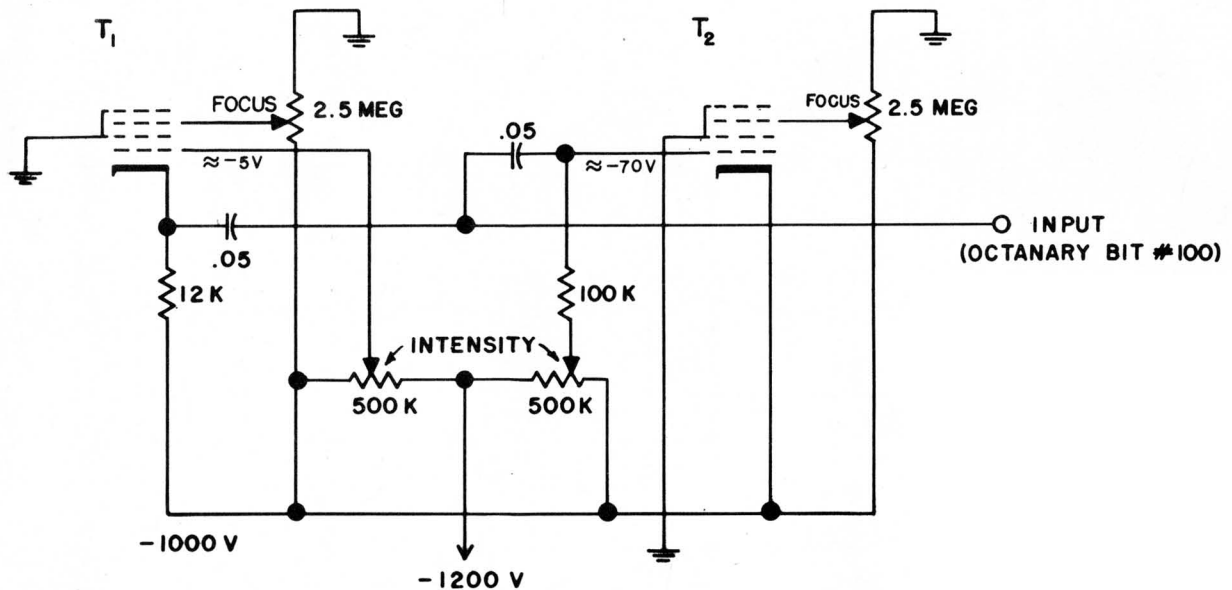 T1
T2
FOCUS
2.5 MEG
FOCUS
2.5 MEG
.05
≈-5V
≈-70V
INPUT
(OCTANARY BIT #100)
.05
12K
100K
INTENSITY
500K
500K
-1000 V
-1200 V